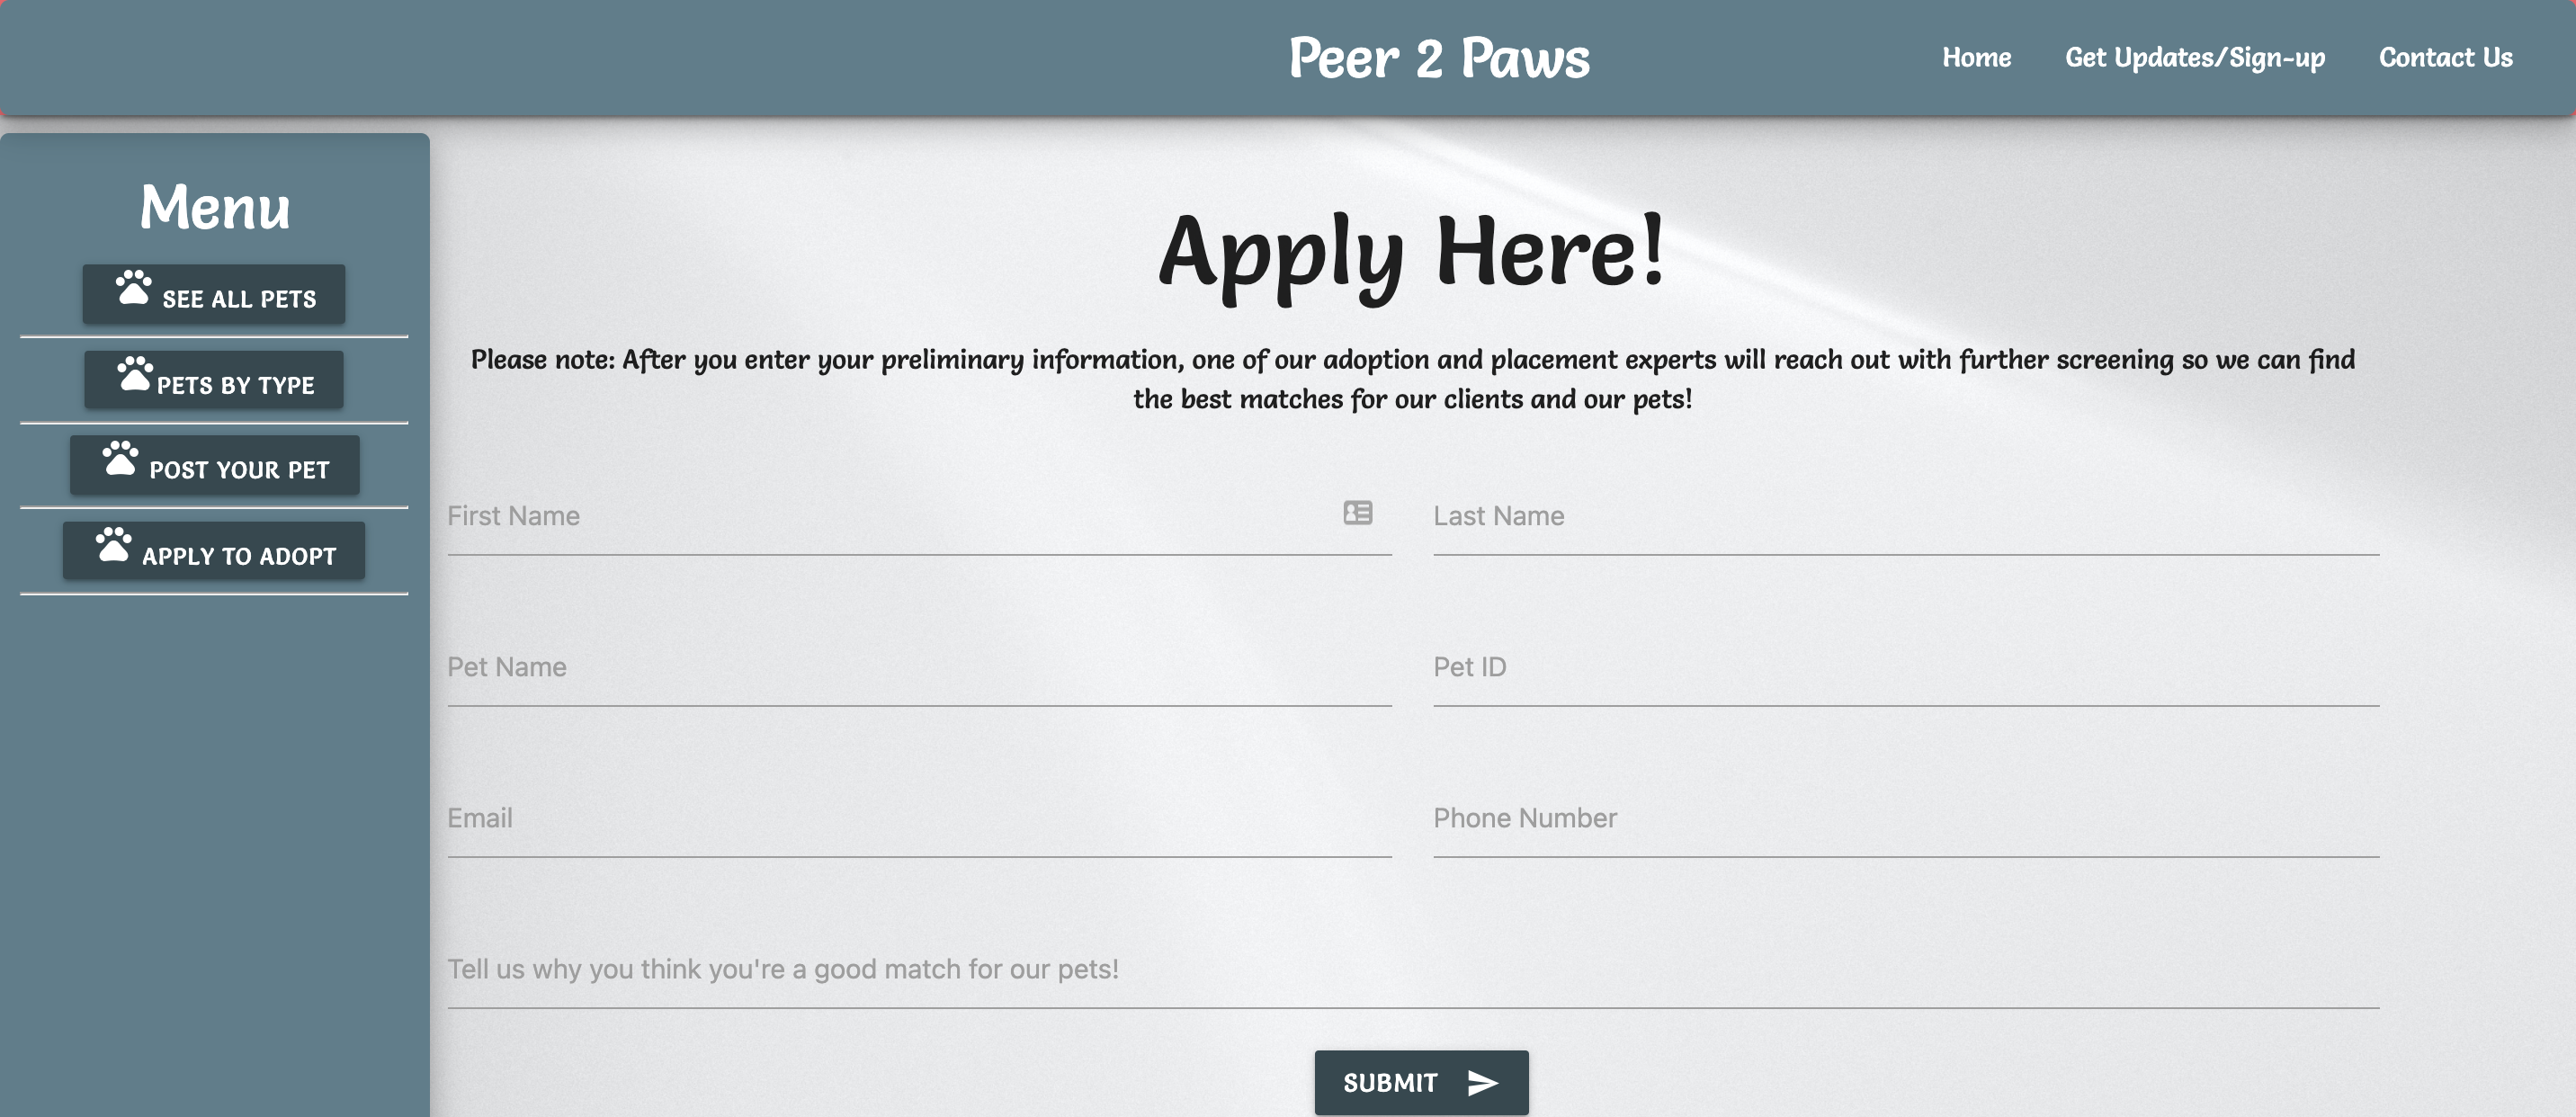 Peer 2 Paws
Home
Get Updates/Sign-up
Contact Us
Menu
SEE ALL PETS
PETS BY TYPE
POST YOUR PET
APPLY TO ADOPT
Apply Here!
Please note: After you enter your preliminary information, one of our adoption and placement experts will reach out with further screening so we can find
the best matches for our clients and our pets!
First Name
Last Name
Pet Name
Pet ID
Email
Phone Number
Tell us why you think you're a good match for our pets!
SUBMIT